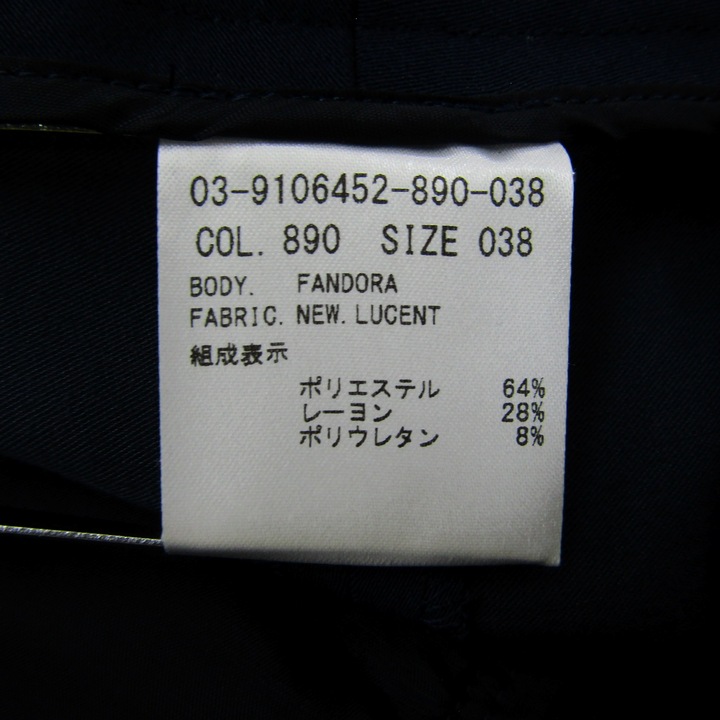 03-9106452-890-038
COL. 890 SIZE 038
BODY. FANDORA
FABRIC. NEW. LUCENT
組成表示
ポリエステル 64%
レーヨン 28%
ポリウレタン 8%